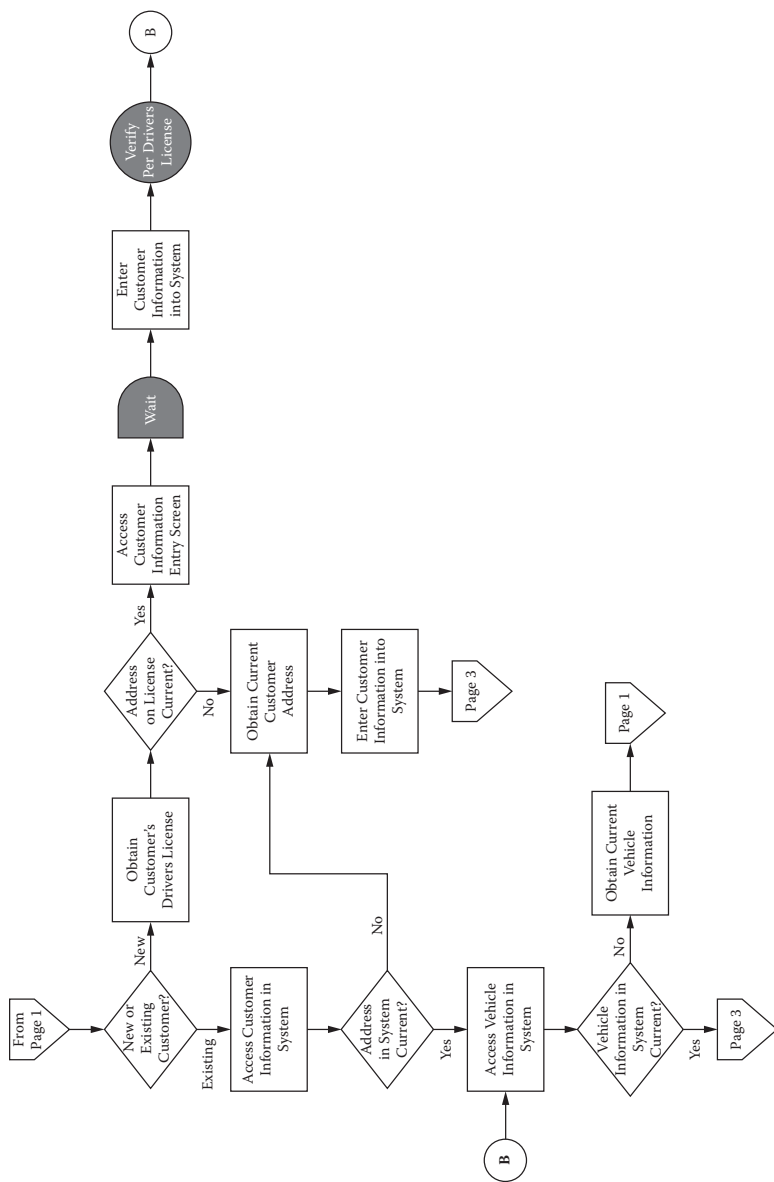 From
Page 1
New or
Existing
Customer?
New
Existing
Obtain
Customer's
Drivers License
Address
on License
Current?
Yes
No
Access
Customer
Information
Entry Screen
Wait
Enter
Customer
Information
into System
Verify
Per Drivers
License
B
Access Customer
Information in
System
Obtain Current
Customer
Address
Address
in System
Current?
No
Yes
Enter Customer
Information into
System
Page 3
B
Access Vehicle
Information in
System
Vehicle
Information in
System
Current?
No
Yes
Obtain Current
Vehicle
Information
Page 1
Page 3